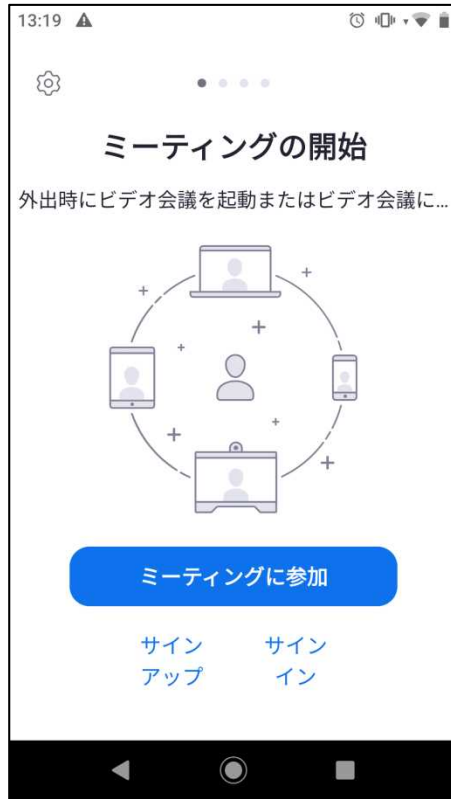 13:19
ミーティングの開始
外出時にビデオ会議を起動またはビデオ会議に...
ミーティングに参加
サイン
アップ
サイン
イン